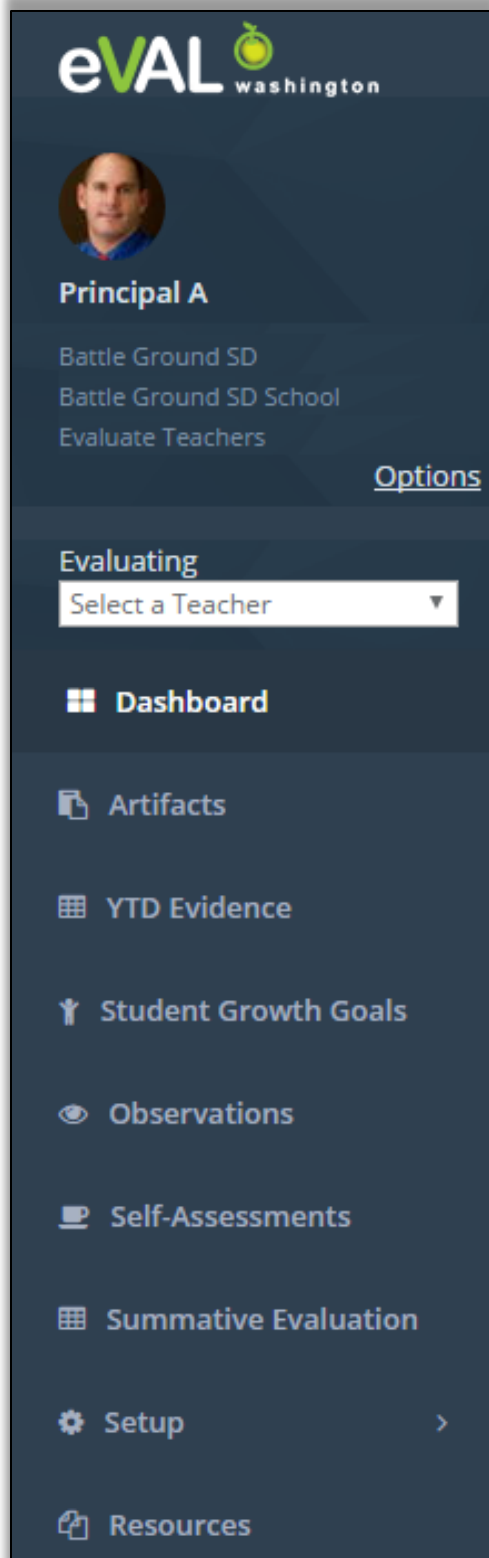 eVAL washington
Principal A
Battle Ground SD
Battle Ground SD School
Evaluate Teachers
Options
Evaluating
Select a Teacher
Dashboard
Artifacts
YTD Evidence
Student Growth Goals
Observations
Self-Assessments
Summative Evaluation
Setup
Resources